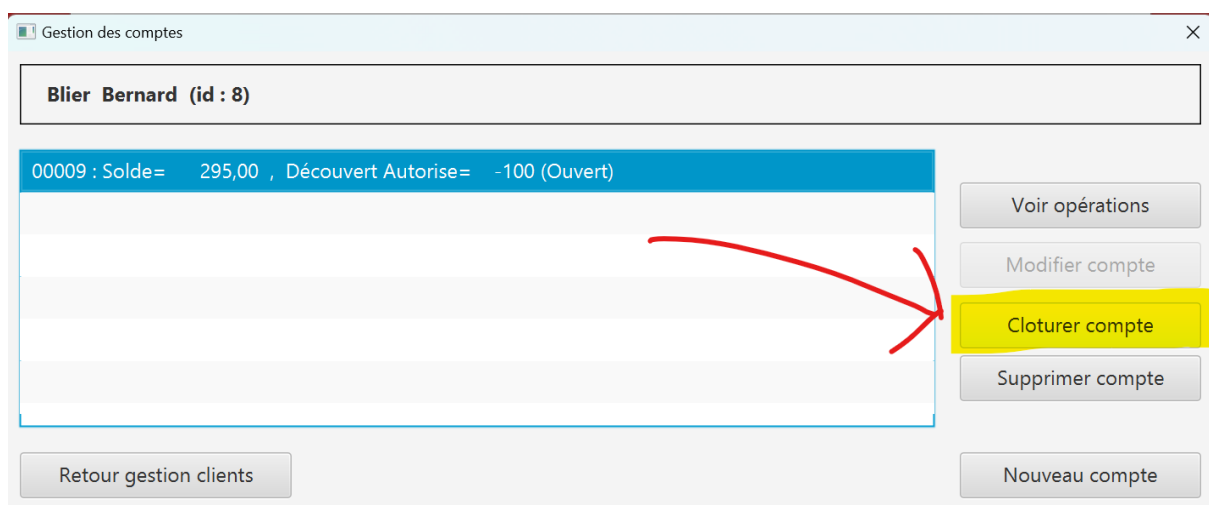 Gestion des comptes
Blier Bernard (id : 8)
00009 : Solde= 295,00 , Découvert Autorise= -100 (Ouvert)
Voir opérations
Modifier compte
Cloturer compte
Supprimer compte
Retour gestion clients
Nouveau compte